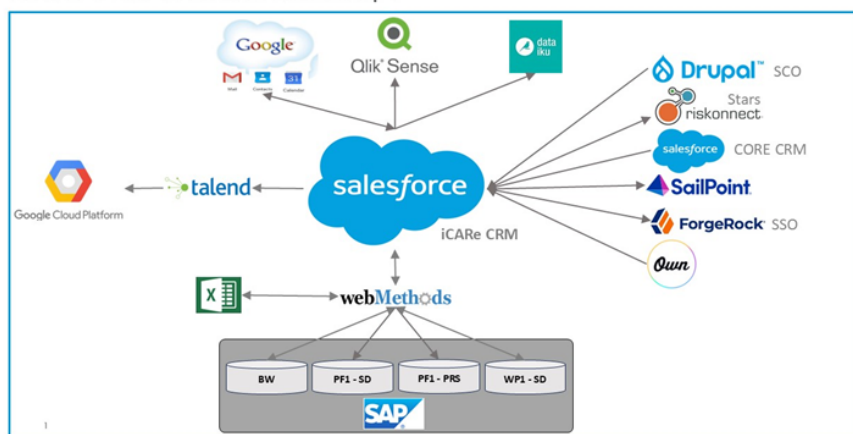 Google
Mail Contacts Calendar
31
Qlik Sense
data
iku
Drupal™ SCO
Stars
riskonnect
salesforce CORE CRM
SailPoint
ForgeRock SSO
Own
Google Cloud Platform
talend
salesforce
iCARe CRM
X
webMethods
BW
PF1 - SD
PF1 - PRS
WP1 - SD
SAP
1